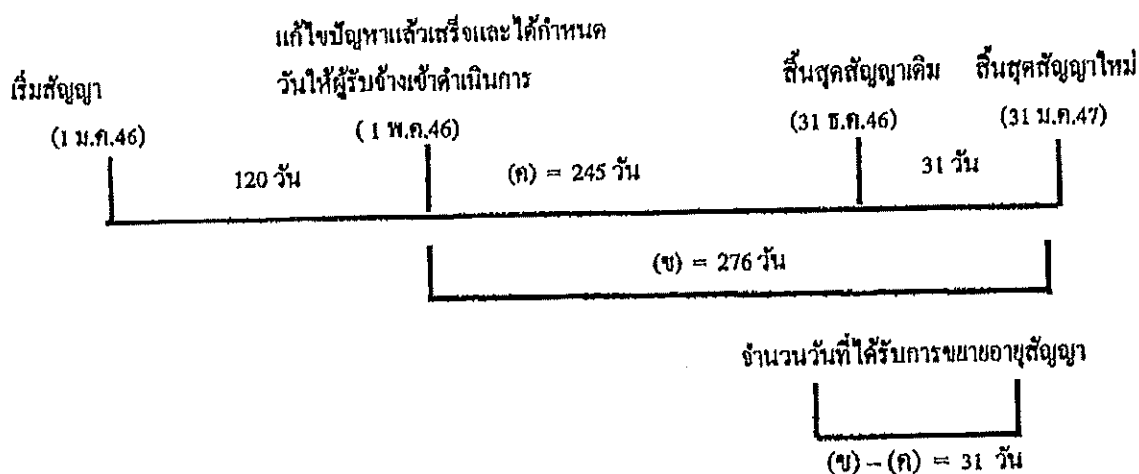 แก้ไขปัญหาแล้วเสร็จและได้กำหนด
วันให้ผู้รับจ้างเข้าดำเนินการ
เริ่มสัญญา
สิ้นสุดสัญญาเดิม
สิ้นสุดสัญญาใหม่
(1 ม.ค.46)
( 1 พ.ค.46)
(31 ธ.ค.46)
(31 ม.ค.47)
120 วัน
(ค) = 245 วัน
31 วัน
(ข) = 276 วัน
จำนวนวันที่ได้รับการขยายอายุสัญญา
(ข) – (ค) = 31 วัน